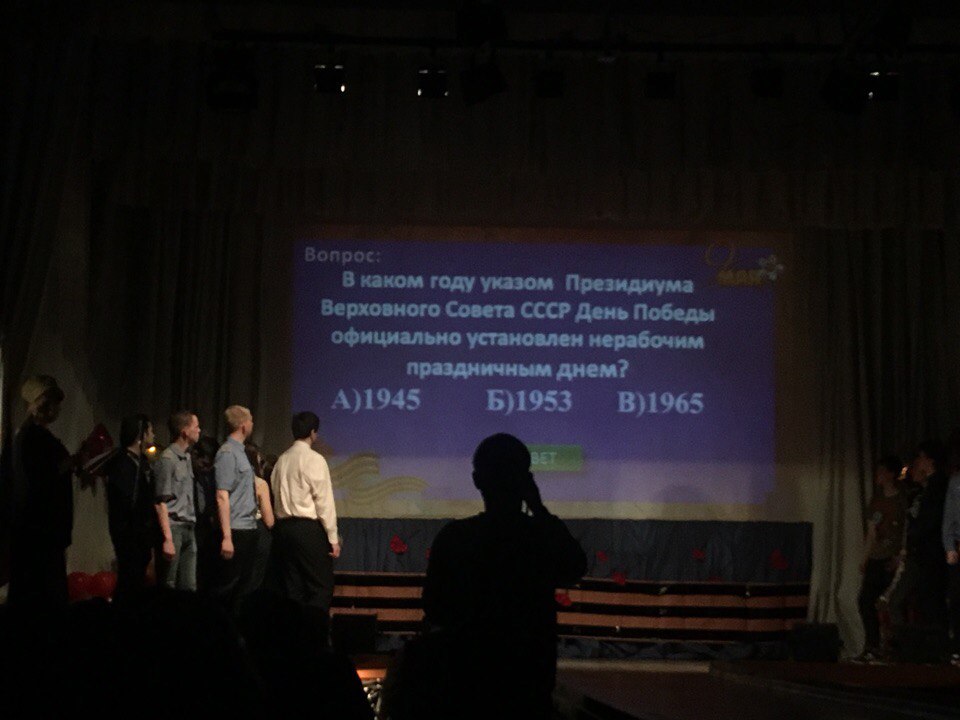 Вопрос:
В каком году указом Президиума
Верховного Совета СССР День Победы
официально установлен нерабочим
праздничным днем?
А)1945 Б)1953 В)1965